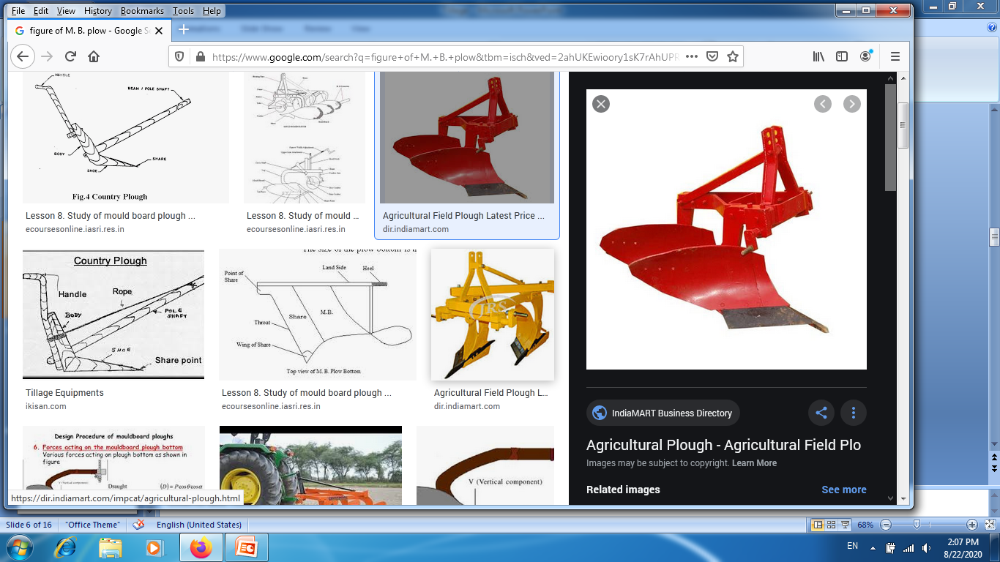 File Edit View History Bookmarks Tools Help
figure of M. B. plow - Google Se
https://www.google.com/search?q=figure+of+M.+B.+plow&tbm=isch&ved=2ahUKEwioory1sK7rAhUPR
HANDLE
BEAM / POLE SHAFT
BODY
SHARE
SHOE
Fig.4 Country Plough
Lesson 8. Study of mould board plough ...
ecoursesonline.iasri.res.in
Lesson 8. Study of mould ...
ecoursesonline.iasri.res.in
Agricultural Field Plough Latest Price ...
dir.indiamart.com
Country Plough
Handle
Rope
BODY
POLE
SHAFT
SHOE
Share point
Tillage Equipments
ikisan.com
The size of the plow bottom is
Point of
Share
Land Side
Heel
Share
M.B.
Throat
Wing of Share
Top view of M. B. Plow Bottom
Lesson 8. Study of mould board plough ...
ecoursesonline.iasri.res.in
Agricultural Field Plough L...
dir.indiamart.com
Design Procedure of mouldboard ploughs
6. Forces acting on the mouldboard plough bottom
Various forces acting on plough bottom as shown in
figure
V (Vertical component)
Draught
(D) = Pcosθcosα
V (Vertical component)
IndiaMART Business Directory
Agricultural Plough - Agricultural Field Plo
Images may be subject to copyright. Learn More
Related images
See more
https://dir.indiamart.com/impcat/agricultural-plough.html
Slide 6 of 16 "Office Theme" English (United States) 68%
EN
2:07 PM
8/22/2020